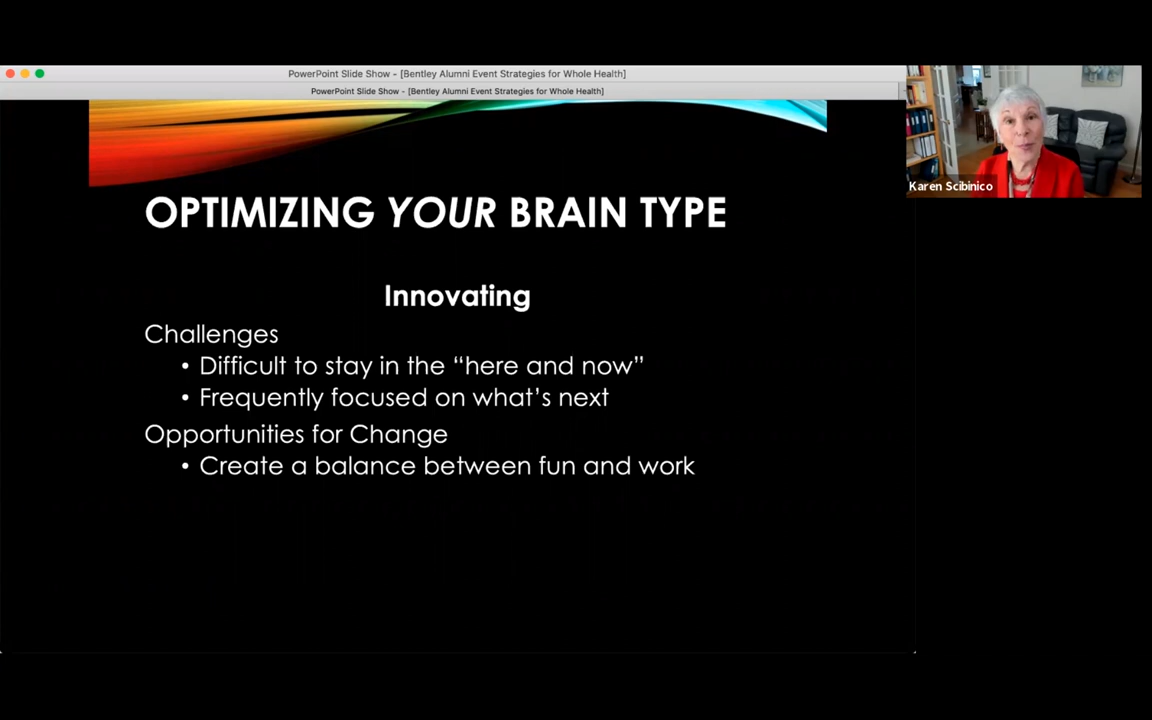 PowerPoint Slide Show - [Bentley Alumni Event Strategies for Whole Health]
PowerPoint Slide Show - [Bentley Alumni Event Strategies for Whole Health]
Karen Scibinico
OPTIMIZING YOUR BRAIN TYPE
Innovating
Challenges
• Difficult to stay in the “here and now”
• Frequently focused on what’s next
Opportunities for Change
• Create a balance between fun and work